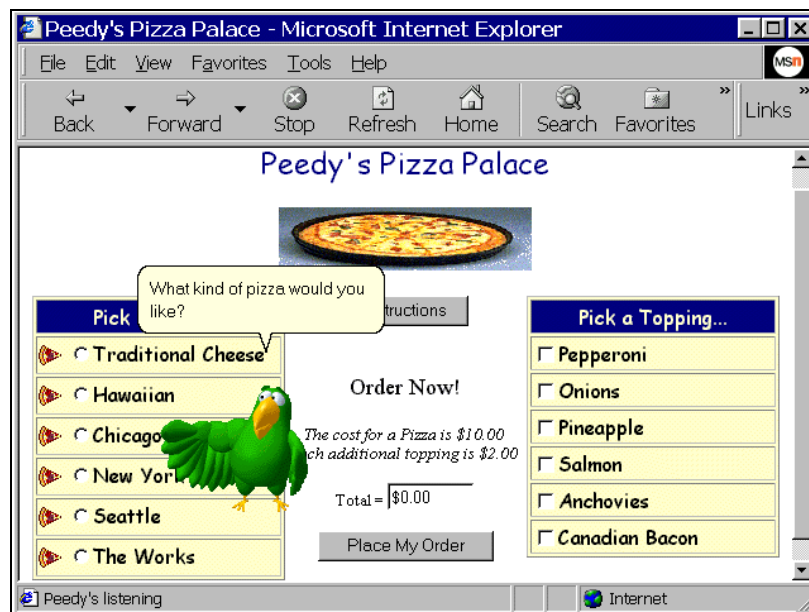 Peedy's Pizza Palace - Microsoft Internet Explorer
File Edit View Favorites Tools Help
msn
Back Forward Stop Refresh Home Search Favorites » Links »
Peedy's Pizza Palace
What kind of pizza would you
like?
Pick
Traditional Cheese
Hawaiian
Chicago
New York
Seattle
The Works
Order Now!
The cost for a Pizza is $10.00
additional topping is $2.00
Total = $0.00
Place My Order
Pick a Topping...
Pepperoni
Onions
Pineapple
Salmon
Anchovies
Canadian Bacon
Peedy's listening
Internet